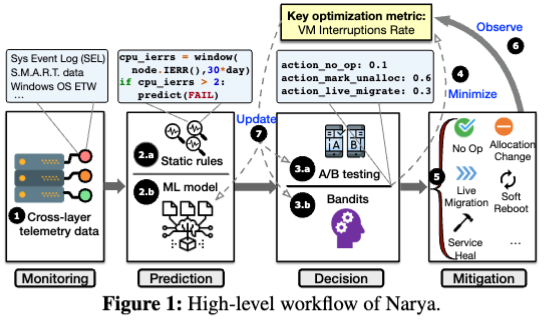 Sys Event Log (SEL)
S.M.A.R.T. data
Windows OS ETW
...
cpu_ierrs = window(
node.IERR(),30*day)
if cpu_ierrs > 2:
predict(FAIL)
Key optimization metric:
VM Interruptions Rate
Observe
6
action_no_op: 0.1
action_mark_unalloc: 0.6
action_live_migrate: 0.3
4
Minimize
Update
7
1
Cross-layer
telemetry data
2.a
Static rules
2.b
ML model
3.a
A
B
A/B testing
3.b
Bandits
5
No Op
Allocation
Change
Live
Migration
Soft
Reboot
Service
Heal
...
Monitoring
Prediction
Decision
Mitigation
Figure 1: High-level workflow of Narya.